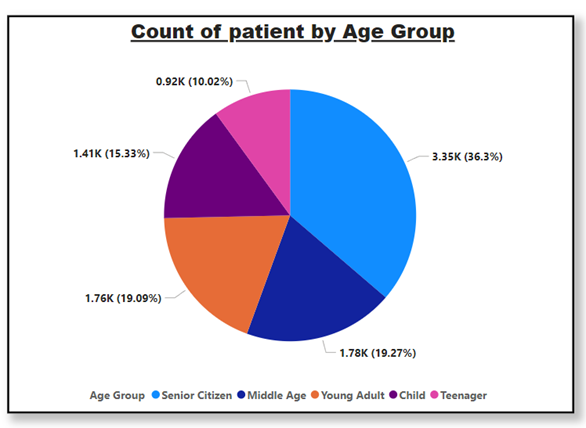 Count of patient by Age Group
0.92K (10.02%)
1.41K (15.33%)
3.35K (36.3%)
1.76K (19.09%)
1.78K (19.27%)
Age Group Senior Citizen Middle Age Young Adult Child Teenager